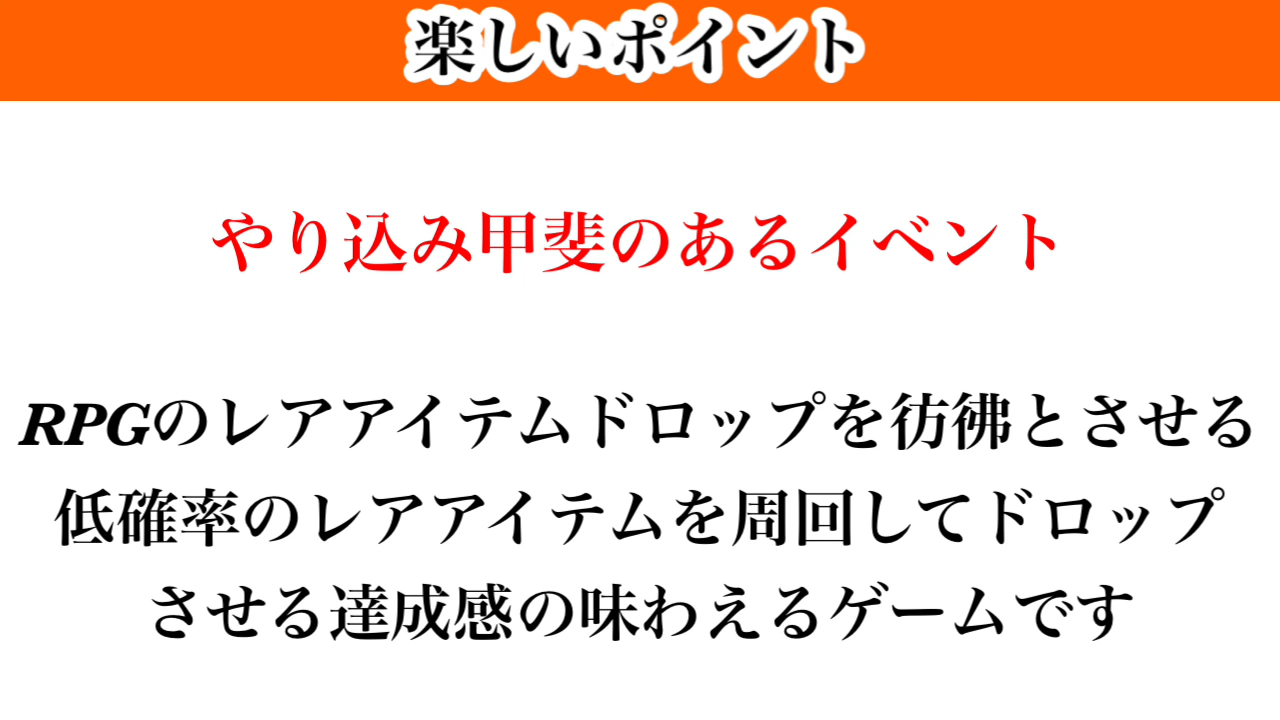 楽しいポイント
やり込み甲斐のあるイベント
RPGのレアアイテムドロップを彷彿とさせる
低確率のレアアイテムを周回してドロップ
させる達成感の味わえるゲームです